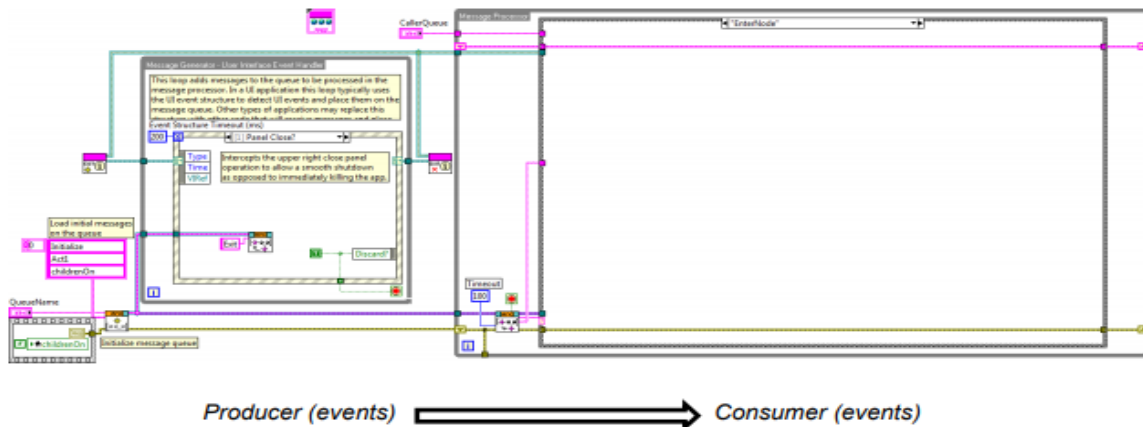 CallerQueue
Message Processor
"EnterNode"
Message Generator - User Interface Event Handler
This loop adds messages to the queue to be processed in the
message processor. In a UI application this loop typically uses
the UI event structure to detect UI events and place them on the
message queue. Other types of applications may replace this
Event Structure Timeout (ms)
200
[1] Panel Close?
Type
Time
VIRef
Intercepts the upper right close panel
operation to allow a smooth shutdown
as opposed to immediately killing the app.
Load initial messages
on the queue
Initialize
Act1
childrenOn
Exit
Discard?
Timeout
100
QueueName
childrenOn
Initialize message queue
Producer (events)
Consumer (events)